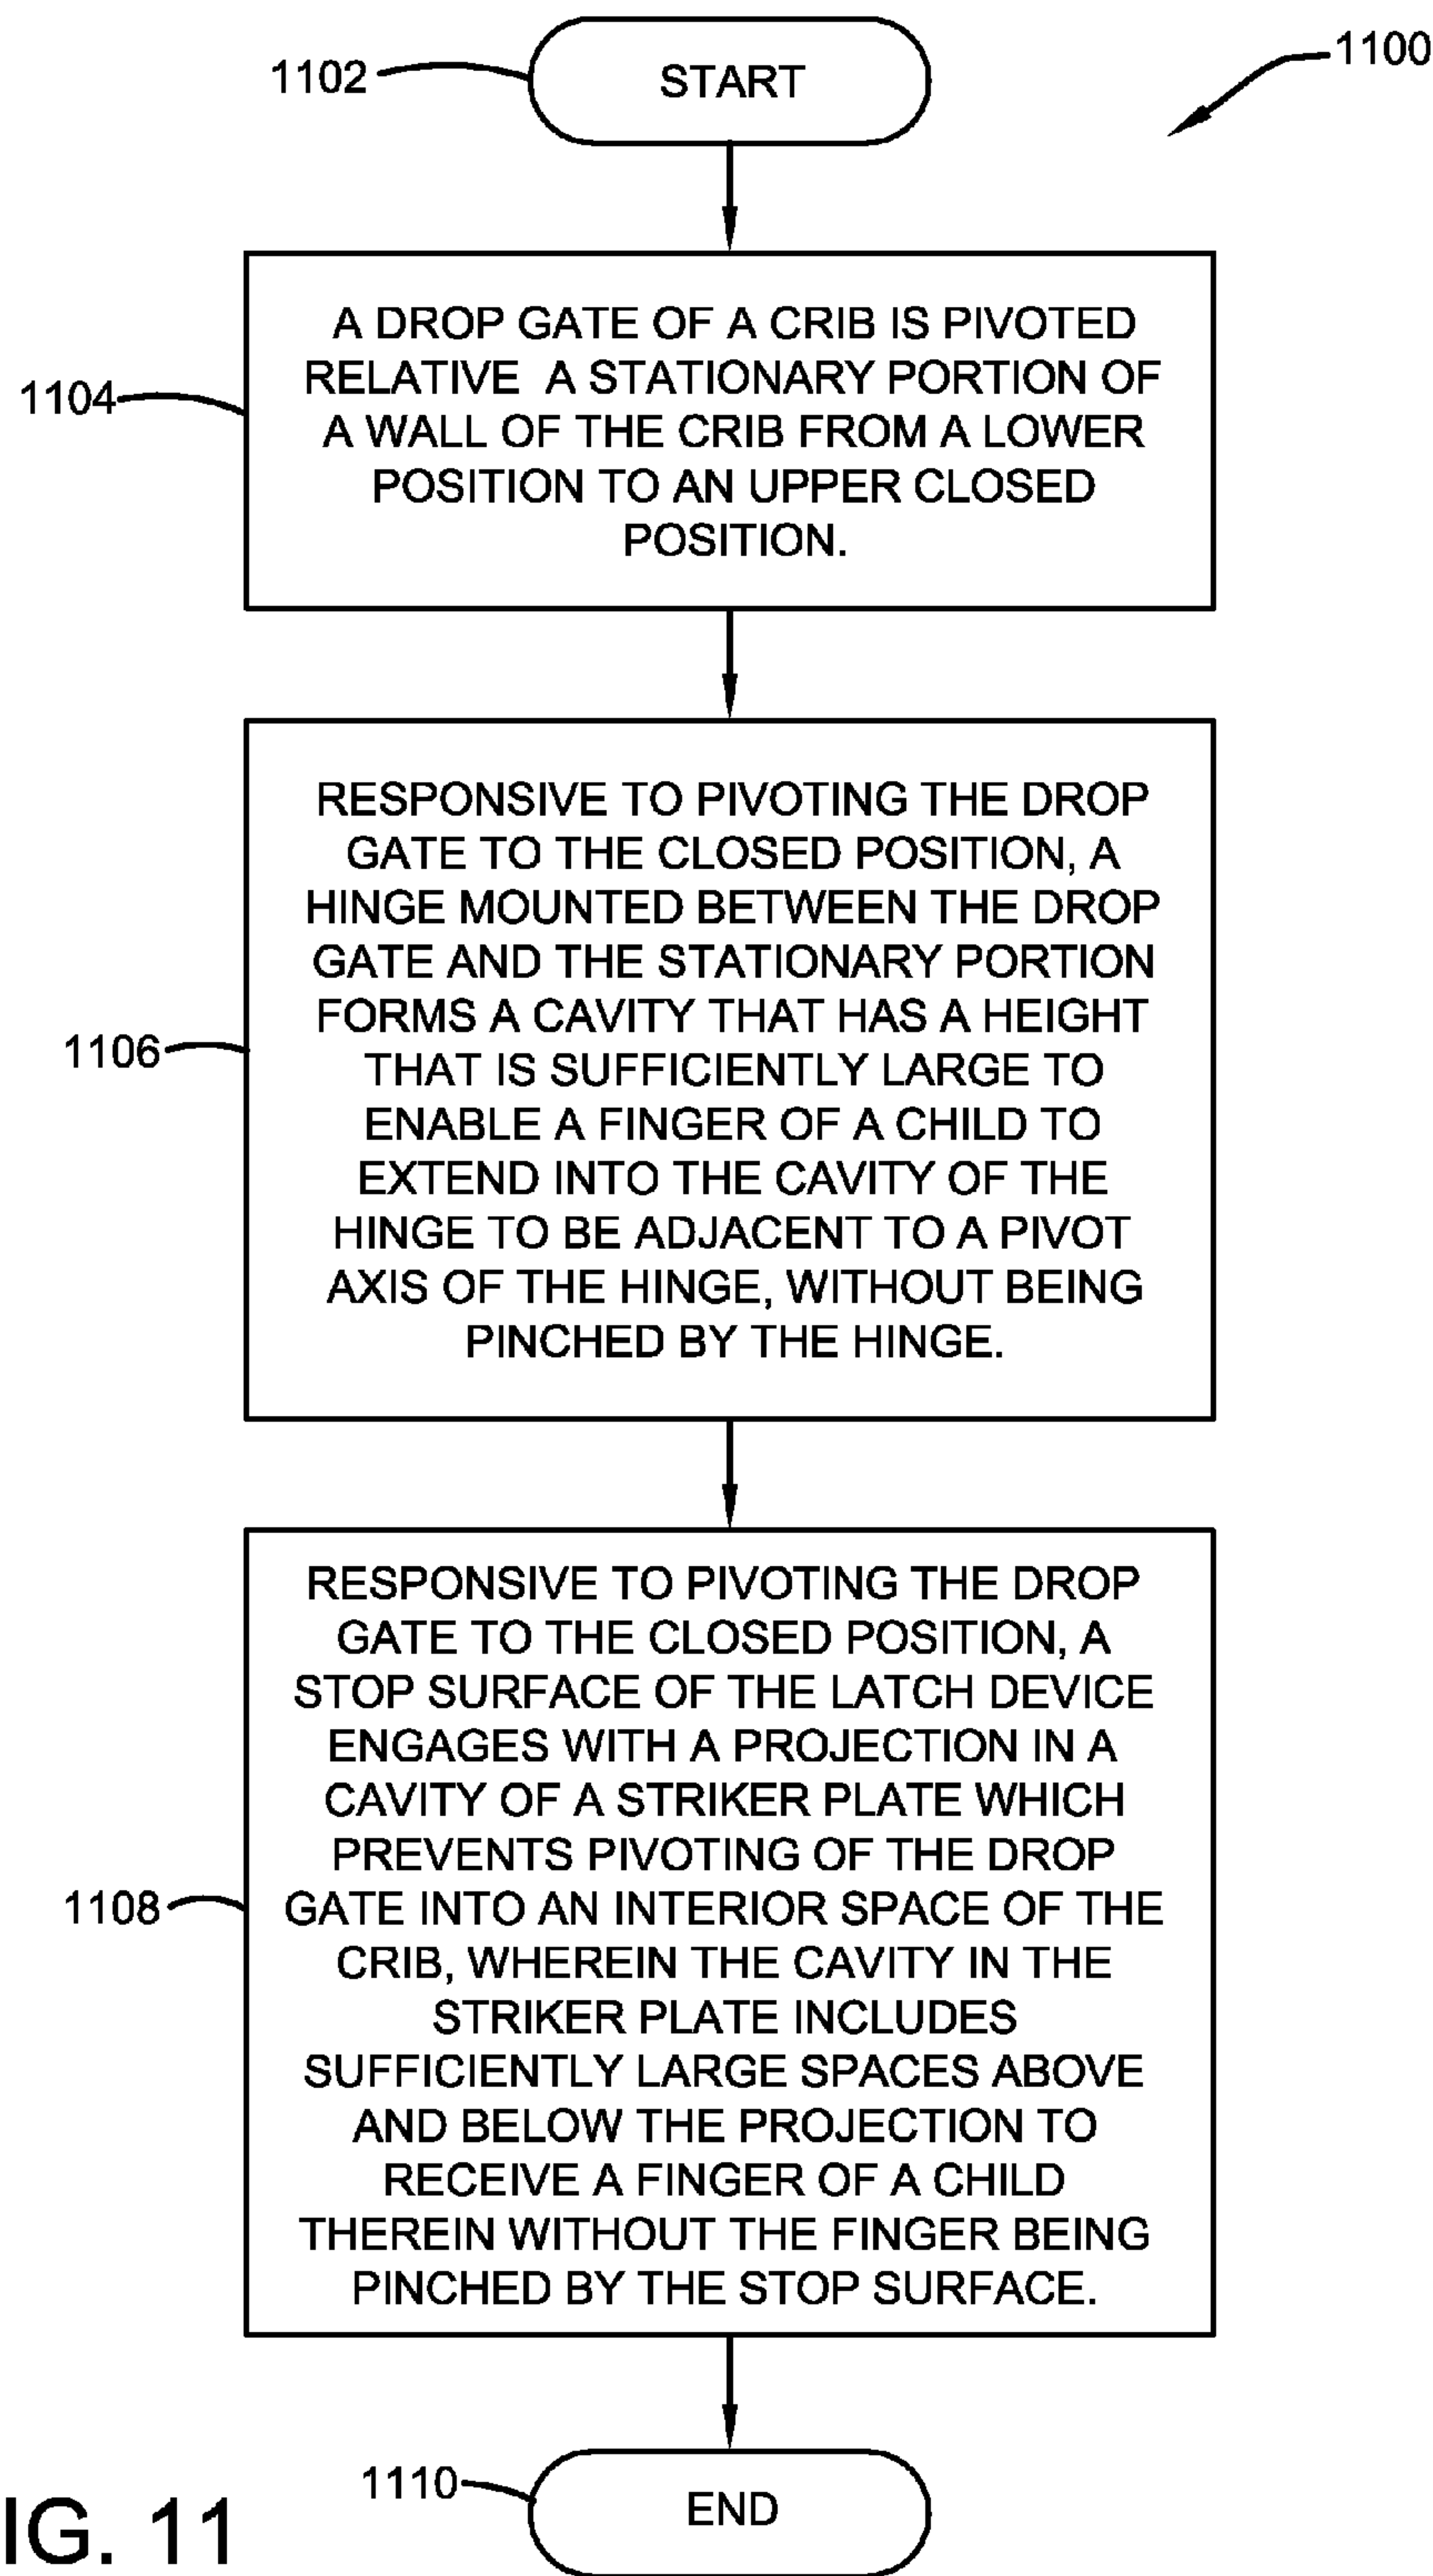 1100
1102
START
1104
A DROP GATE OF A CRIB IS PIVOTED
RELATIVE A STATIONARY PORTION OF
A WALL OF THE CRIB FROM A LOWER
POSITION TO AN UPPER CLOSED
POSITION.
1106
RESPONSIVE TO PIVOTING THE DROP
GATE TO THE CLOSED POSITION, A
HINGE MOUNTED BETWEEN THE DROP
GATE AND THE STATIONARY PORTION
FORMS A CAVITY THAT HAS A HEIGHT
THAT IS SUFFICIENTLY LARGE TO
ENABLE A FINGER OF A CHILD TO
EXTEND INTO THE CAVITY OF THE
HINGE TO BE ADJACENT TO A PIVOT
AXIS OF THE HINGE, WITHOUT BEING
PINCHED BY THE HINGE.
1108
RESPONSIVE TO PIVOTING THE DROP
GATE TO THE CLOSED POSITION, A
STOP SURFACE OF THE LATCH DEVICE
ENGAGES WITH A PROJECTION IN A
CAVITY OF A STRIKER PLATE WHICH
PREVENTS PIVOTING OF THE DROP
GATE INTO AN INTERIOR SPACE OF THE
CRIB, WHEREIN THE CAVITY IN THE
STRIKER PLATE INCLUDES
SUFFICIENTLY LARGE SPACES ABOVE
AND BELOW THE PROJECTION TO
RECEIVE A FINGER OF A CHILD
THEREIN WITHOUT THE FINGER BEING
PINCHED BY THE STOP SURFACE.
1110
END
IG. 11